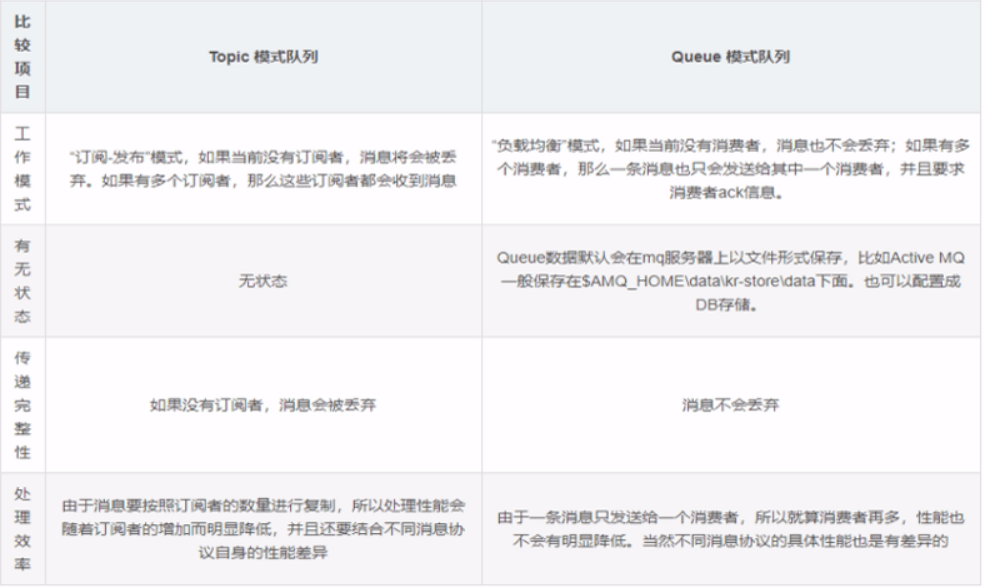 比
较
项
目
Topic 模式队列
Queue 模式队列
工
作
模
式
“订阅-发布”模式，如果当前没有订阅者，消息将会被丢
弃。如果有多个订阅者，那么这些订阅者都会收到消息
“负载均衡”模式，如果当前没有消费者，消息也不会丢弃；如果有多
个消费者，那么一条消息也只会发送给其中一个消费者，并且要求
消费者ack信息。
有
无
状
态
无状态
Queue数据默认会在mq服务器上以文件形式保存，比如Active MQ
一般保存在$AMQ_HOME\data\kr-store\data下面。也可以配置成
DB存储。
传
递
完
整
性
如果没有订阅者，消息会被丢弃
消息不会丢弃
处
理
效
率
由于消息要按照订阅者的数量进行复制，所以处理性能会
随着订阅者的增加而明显降低，并且还要结合不同消息协
议自身的性能差异
由于一条消息只发送给一个消费者，所以就算消费者再多，性能也
不会有明显降低。当然不同消息协议的具体性能也是有差异的